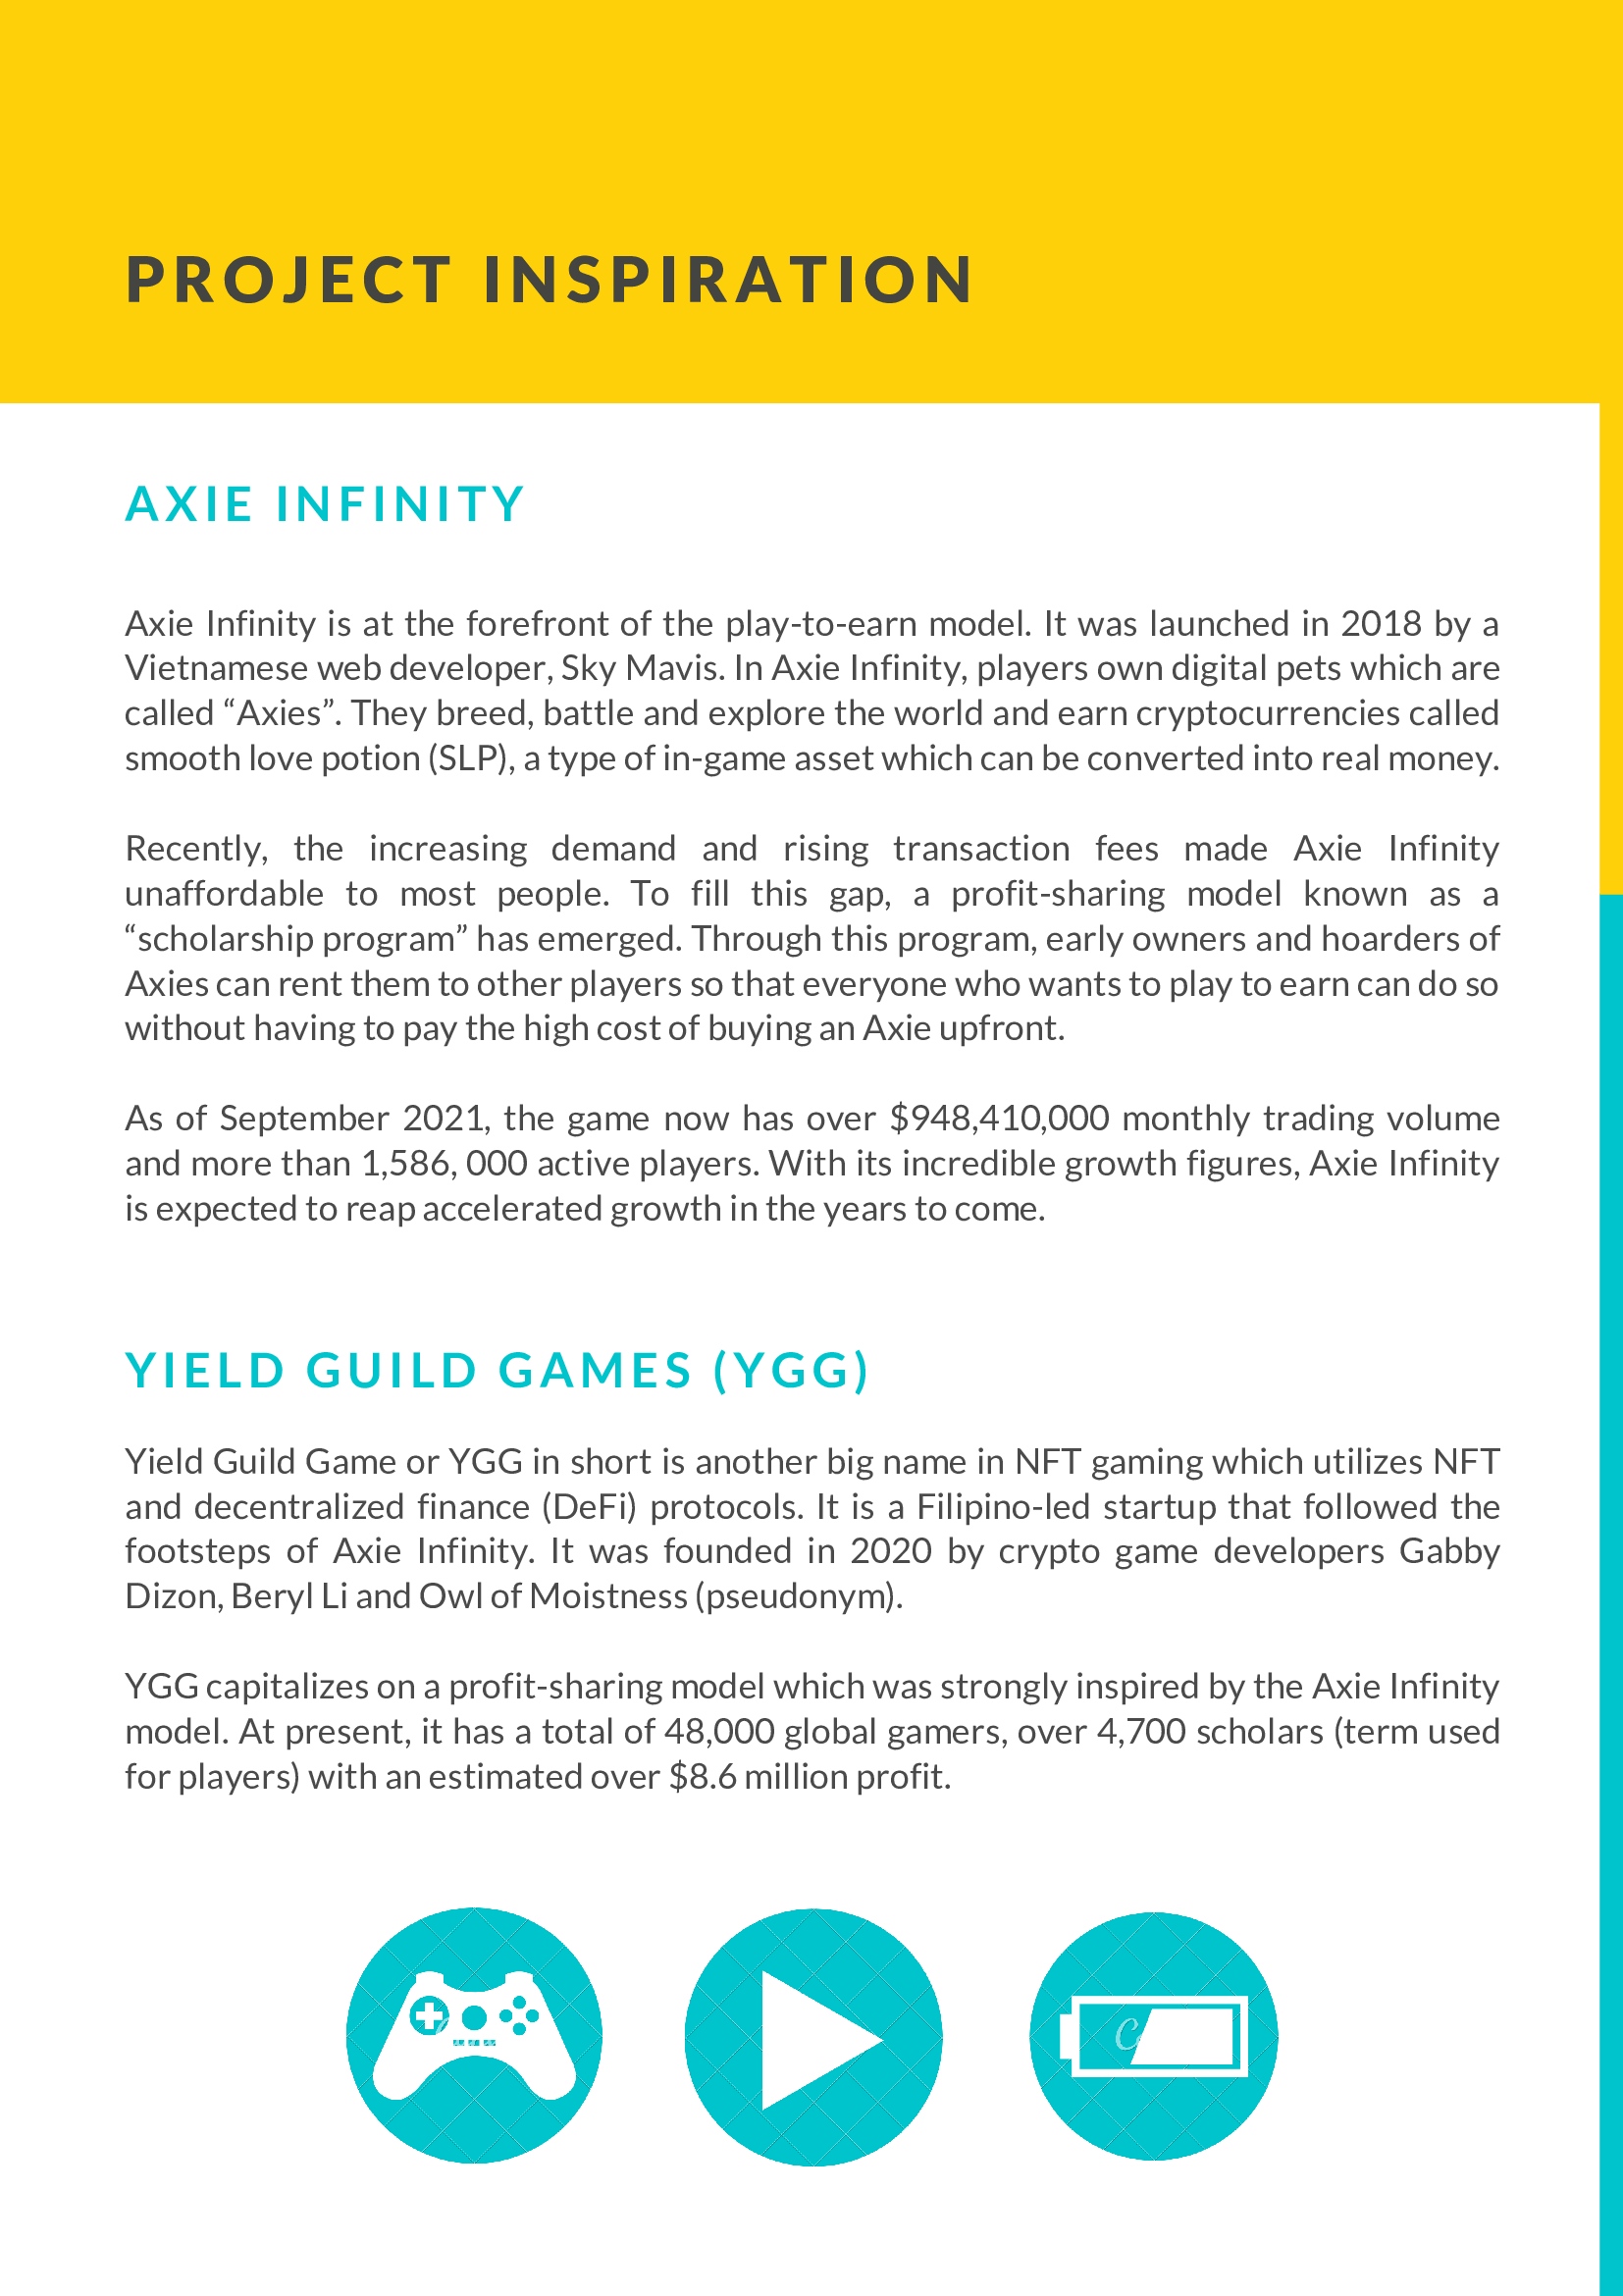 PROJECT INSPIRATION
AXIE INFINITY
Axie Infinity is at the forefront of the play-to-earn model. It was launched in 2018 by a
Vietnamese web developer, Sky Mavis. In Axie Infinity, players own digital pets which are
called “Axies”. They breed, battle and explore the world and earn cryptocurrencies called
smooth love potion (SLP), a type of in-game asset which can be converted into real money.
Recently, the increasing demand and rising transaction fees made Axie Infinity
unaffordable to most people. To fill this gap, a profit-sharing model known as a
“scholarship program” has emerged. Through this program, early owners and hoarders of
Axies can rent them to other players so that everyone who wants to play to earn can do so
without having to pay the high cost of buying an Axie upfront.
As of September 2021, the game now has over $948,410,000 monthly trading volume
and more than 1,586, 000 active players. With its incredible growth figures, Axie Infinity
is expected to reap accelerated growth in the years to come.
YIELD GUILD GAMES (YGG)
Yield Guild Game or YGG in short is another big name in NFT gaming which utilizes NFT
and decentralized finance (DeFi) protocols. It is a Filipino-led startup that followed the
footsteps of Axie Infinity. It was founded in 2020 by crypto game developers Gabby
Dizon, Beryl Li and Owl of Moistness (pseudonym).
YGG capitalizes on a profit-sharing model which was strongly inspired by the Axie Infinity
model. At present, it has a total of 48,000 global gamers, over 4,700 scholars (term used
for players) with an estimated over $8.6 million profit.